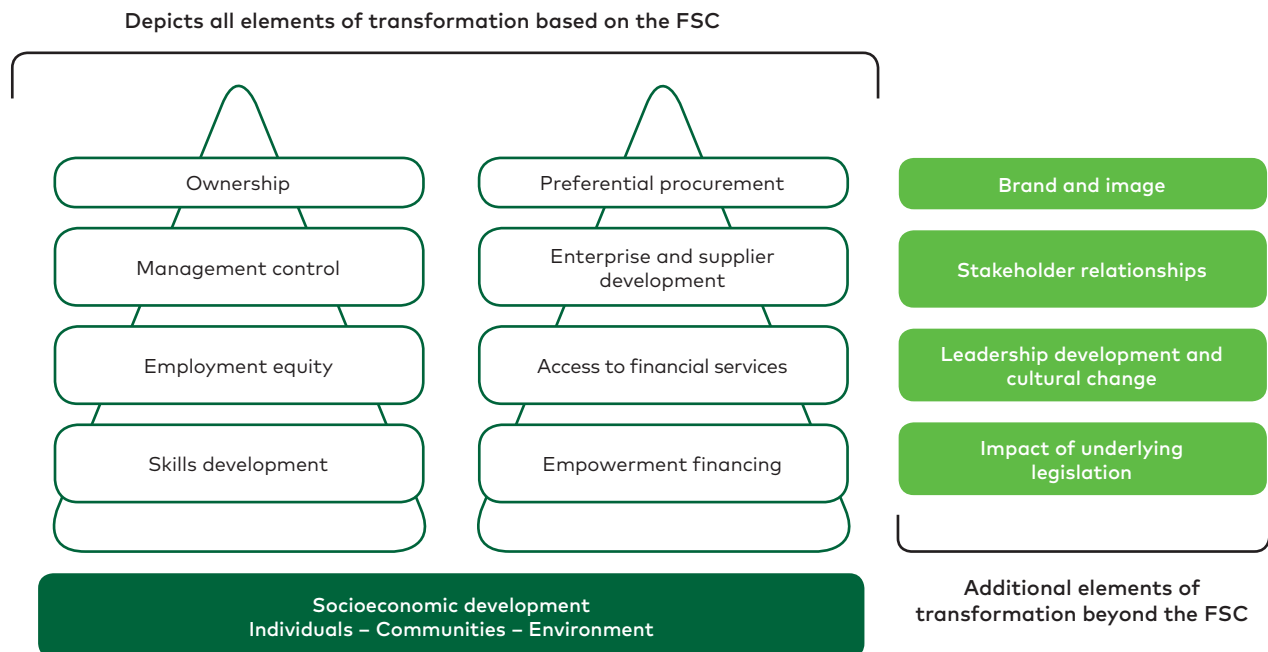 Depicts all elements of transformation based on the FSC
Ownership
Management control
Employment equity
Skills development
Preferential procurement
Enterprise and supplier
development
Access to financial services
Empowerment financing
Brand and image
Stakeholder relationships
Leadership development and
cultural change
Impact of underlying
legislation
Socioeconomic development
Individuals – Communities – Environment
Additional elements of
transformation beyond the FSC